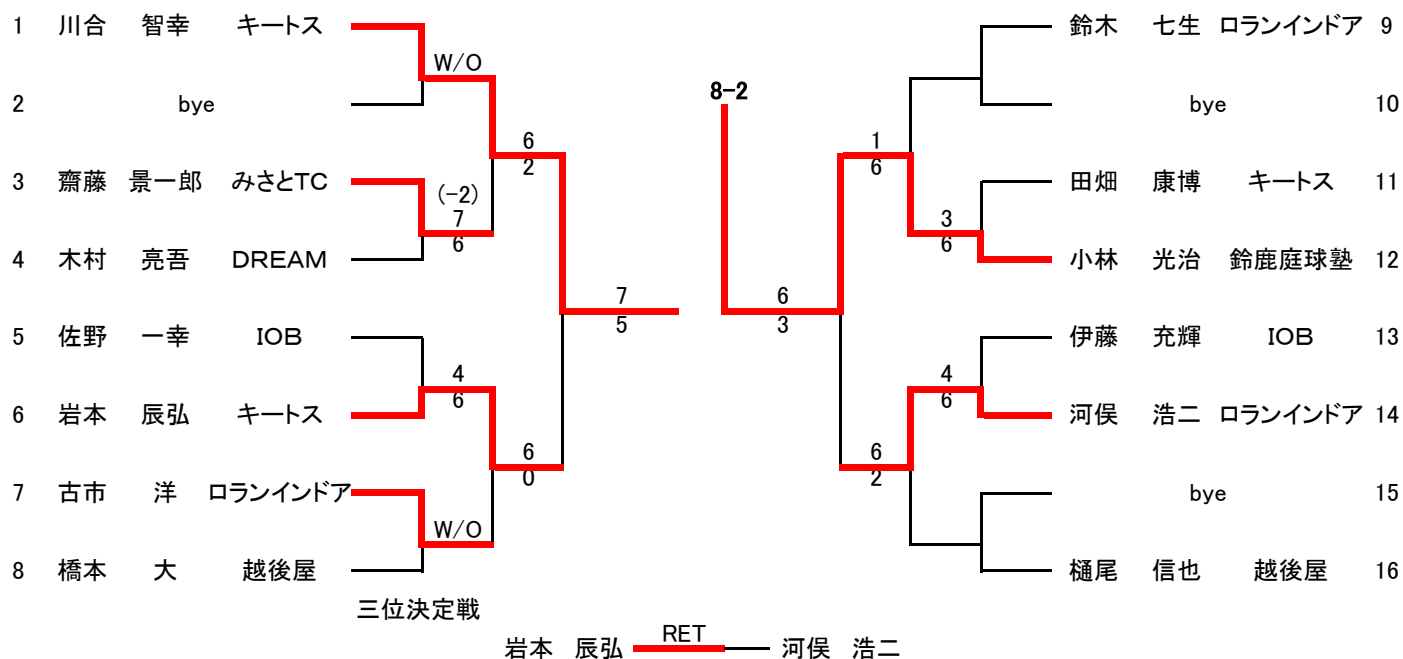 1 川合 智幸 キートス
W/O
2 bye
6
2
3 齋藤 景一郎 みさとTC
(-2)
7
6
4 木村 亮吾 DREAM
7
5
5 佐野 一幸 IOB
4
6
6 岩本 辰弘 キートス
6
0
7 古市 洋 ロランインドア
W/O
8 橋本 大 越後屋
8-2
鈴木 七生 ロランインドア 9
bye 10
1
6
田畑 康博 キートス 11
3
6
小林 光治 鈴鹿庭球塾 12
6
3
伊藤 充輝 IOB 13
4
6
河俣 浩二 ロランインドア 14
6
2
bye 15
樋尾 信也 越後屋 16
三位決定戦
岩本 辰弘 RET 河俣 浩二